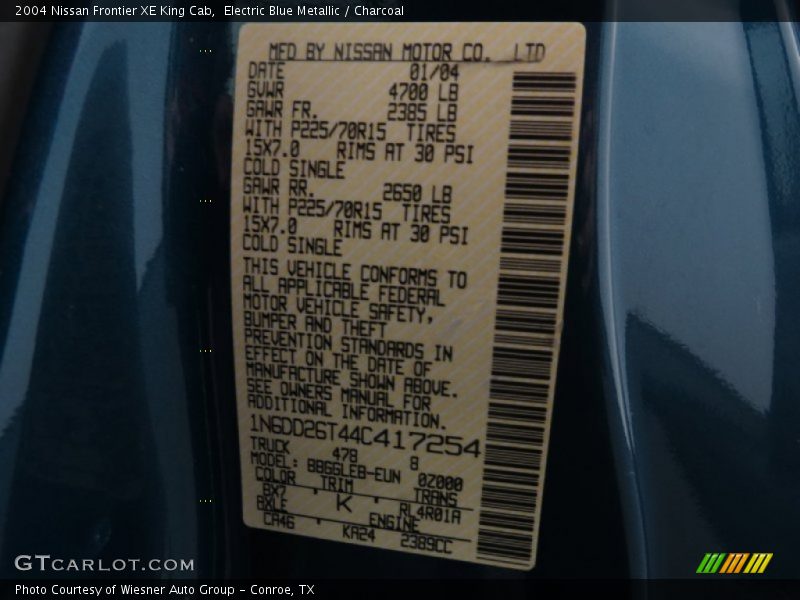 2004 Nissan Frontier XE King Cab,  Electric Blue Metallic / Charcoal
MFD BY NISSAN MOTOR CO.  LTD
DATE 01/04
GVWR 4700 LB
GAWR FR. 2385 LB
WITH P225/70R15 TIRES
15X7.0 RIMS AT 30 PSI
COLD SINGLE
GAWR RR. 2650 LB
WITH P225/70R15 TIRES
15X7.0 RIMS AT 30 PSI
COLD SINGLE
THIS VEHICLE CONFORMS TO
ALL APPLICABLE FEDERAL
MOTOR VEHICLE SAFETY,
BUMPER AND THEFT
PREVENTION STANDARDS IN
EFFECT ON THE DATE OF
MANUFACTURE SHOWN ABOVE.
SEE OWNERS MANUAL FOR
ADDITIONAL INFORMATION.
1N6DD26T44C417254
TRUCK 478 8
MODEL: BBGGLEB-EUN 0Z000
COLOR TRIM TRANS
BX7 K RL4R01A
AXLE ENGINE
CA46 KA24 2389CC
GTCARLOT.COM
Photo Courtesy of Wiesner Auto Group - Conroe, TX